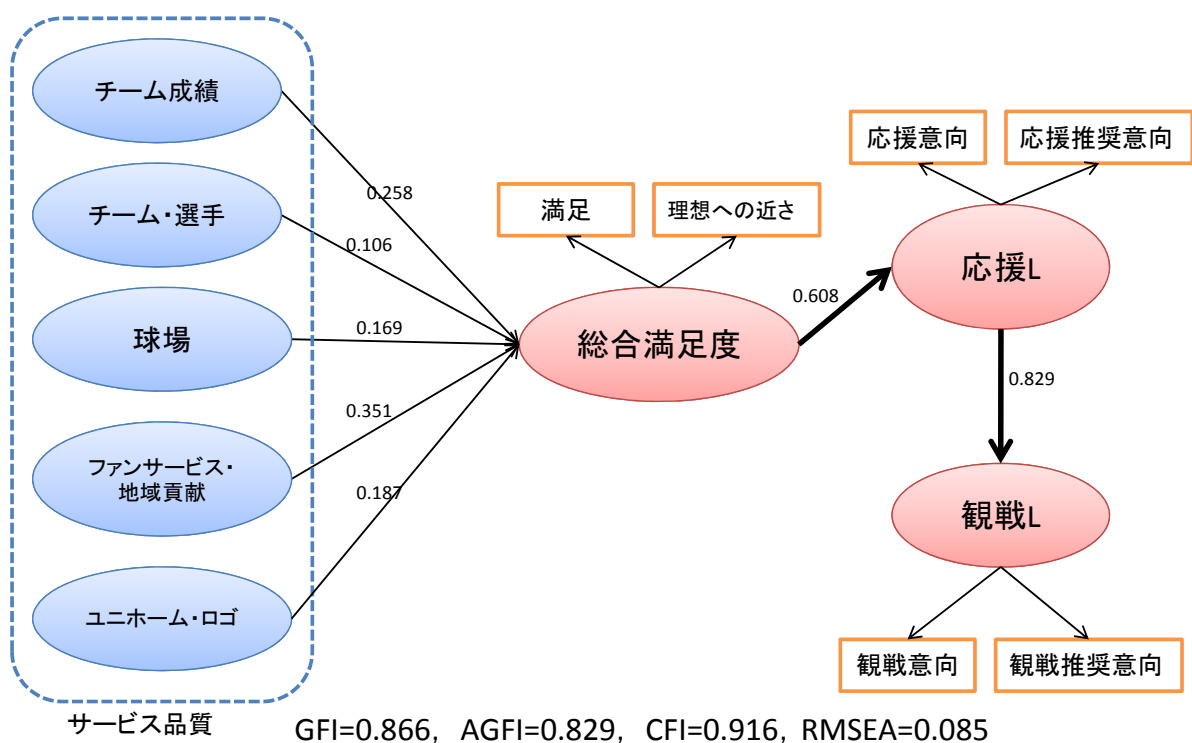 チーム成績
チーム・選手
球場
ファンサービス・
地域貢献
ユニホーム・ロゴ
サービス品質
0.258
0.106
0.169
0.351
0.187
満足
理想への近さ
総合満足度
0.608
応援意向
応援推奨意向
応援L
0.829
観戦L
観戦意向
観戦推奨意向
GFI=0.866, AGFI=0.829, CFI=0.916, RMSEA=0.085